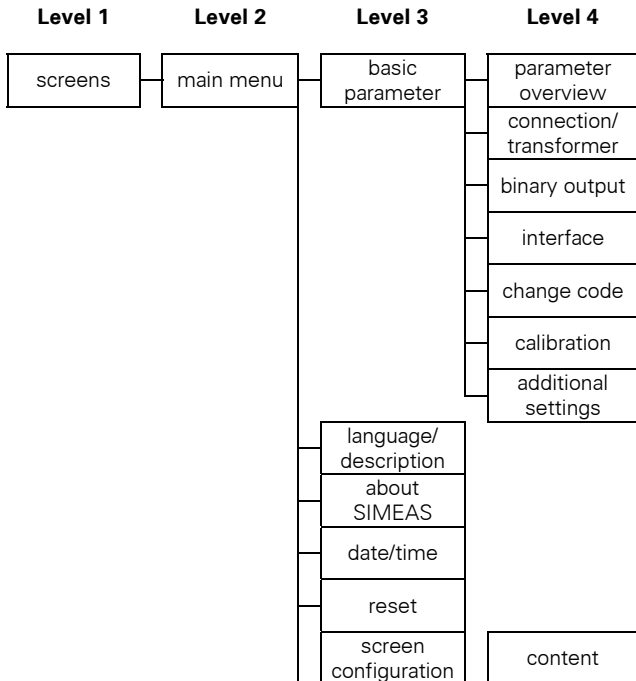 Level 1 Level 2 Level 3 Level 4
screens main menu basic
parameter parameter
overview
connection/
transformer
binary output
interface
change code
calibration
additional
settings
language/
description
about
SIMEAS
date/time
reset
screen
configuration content